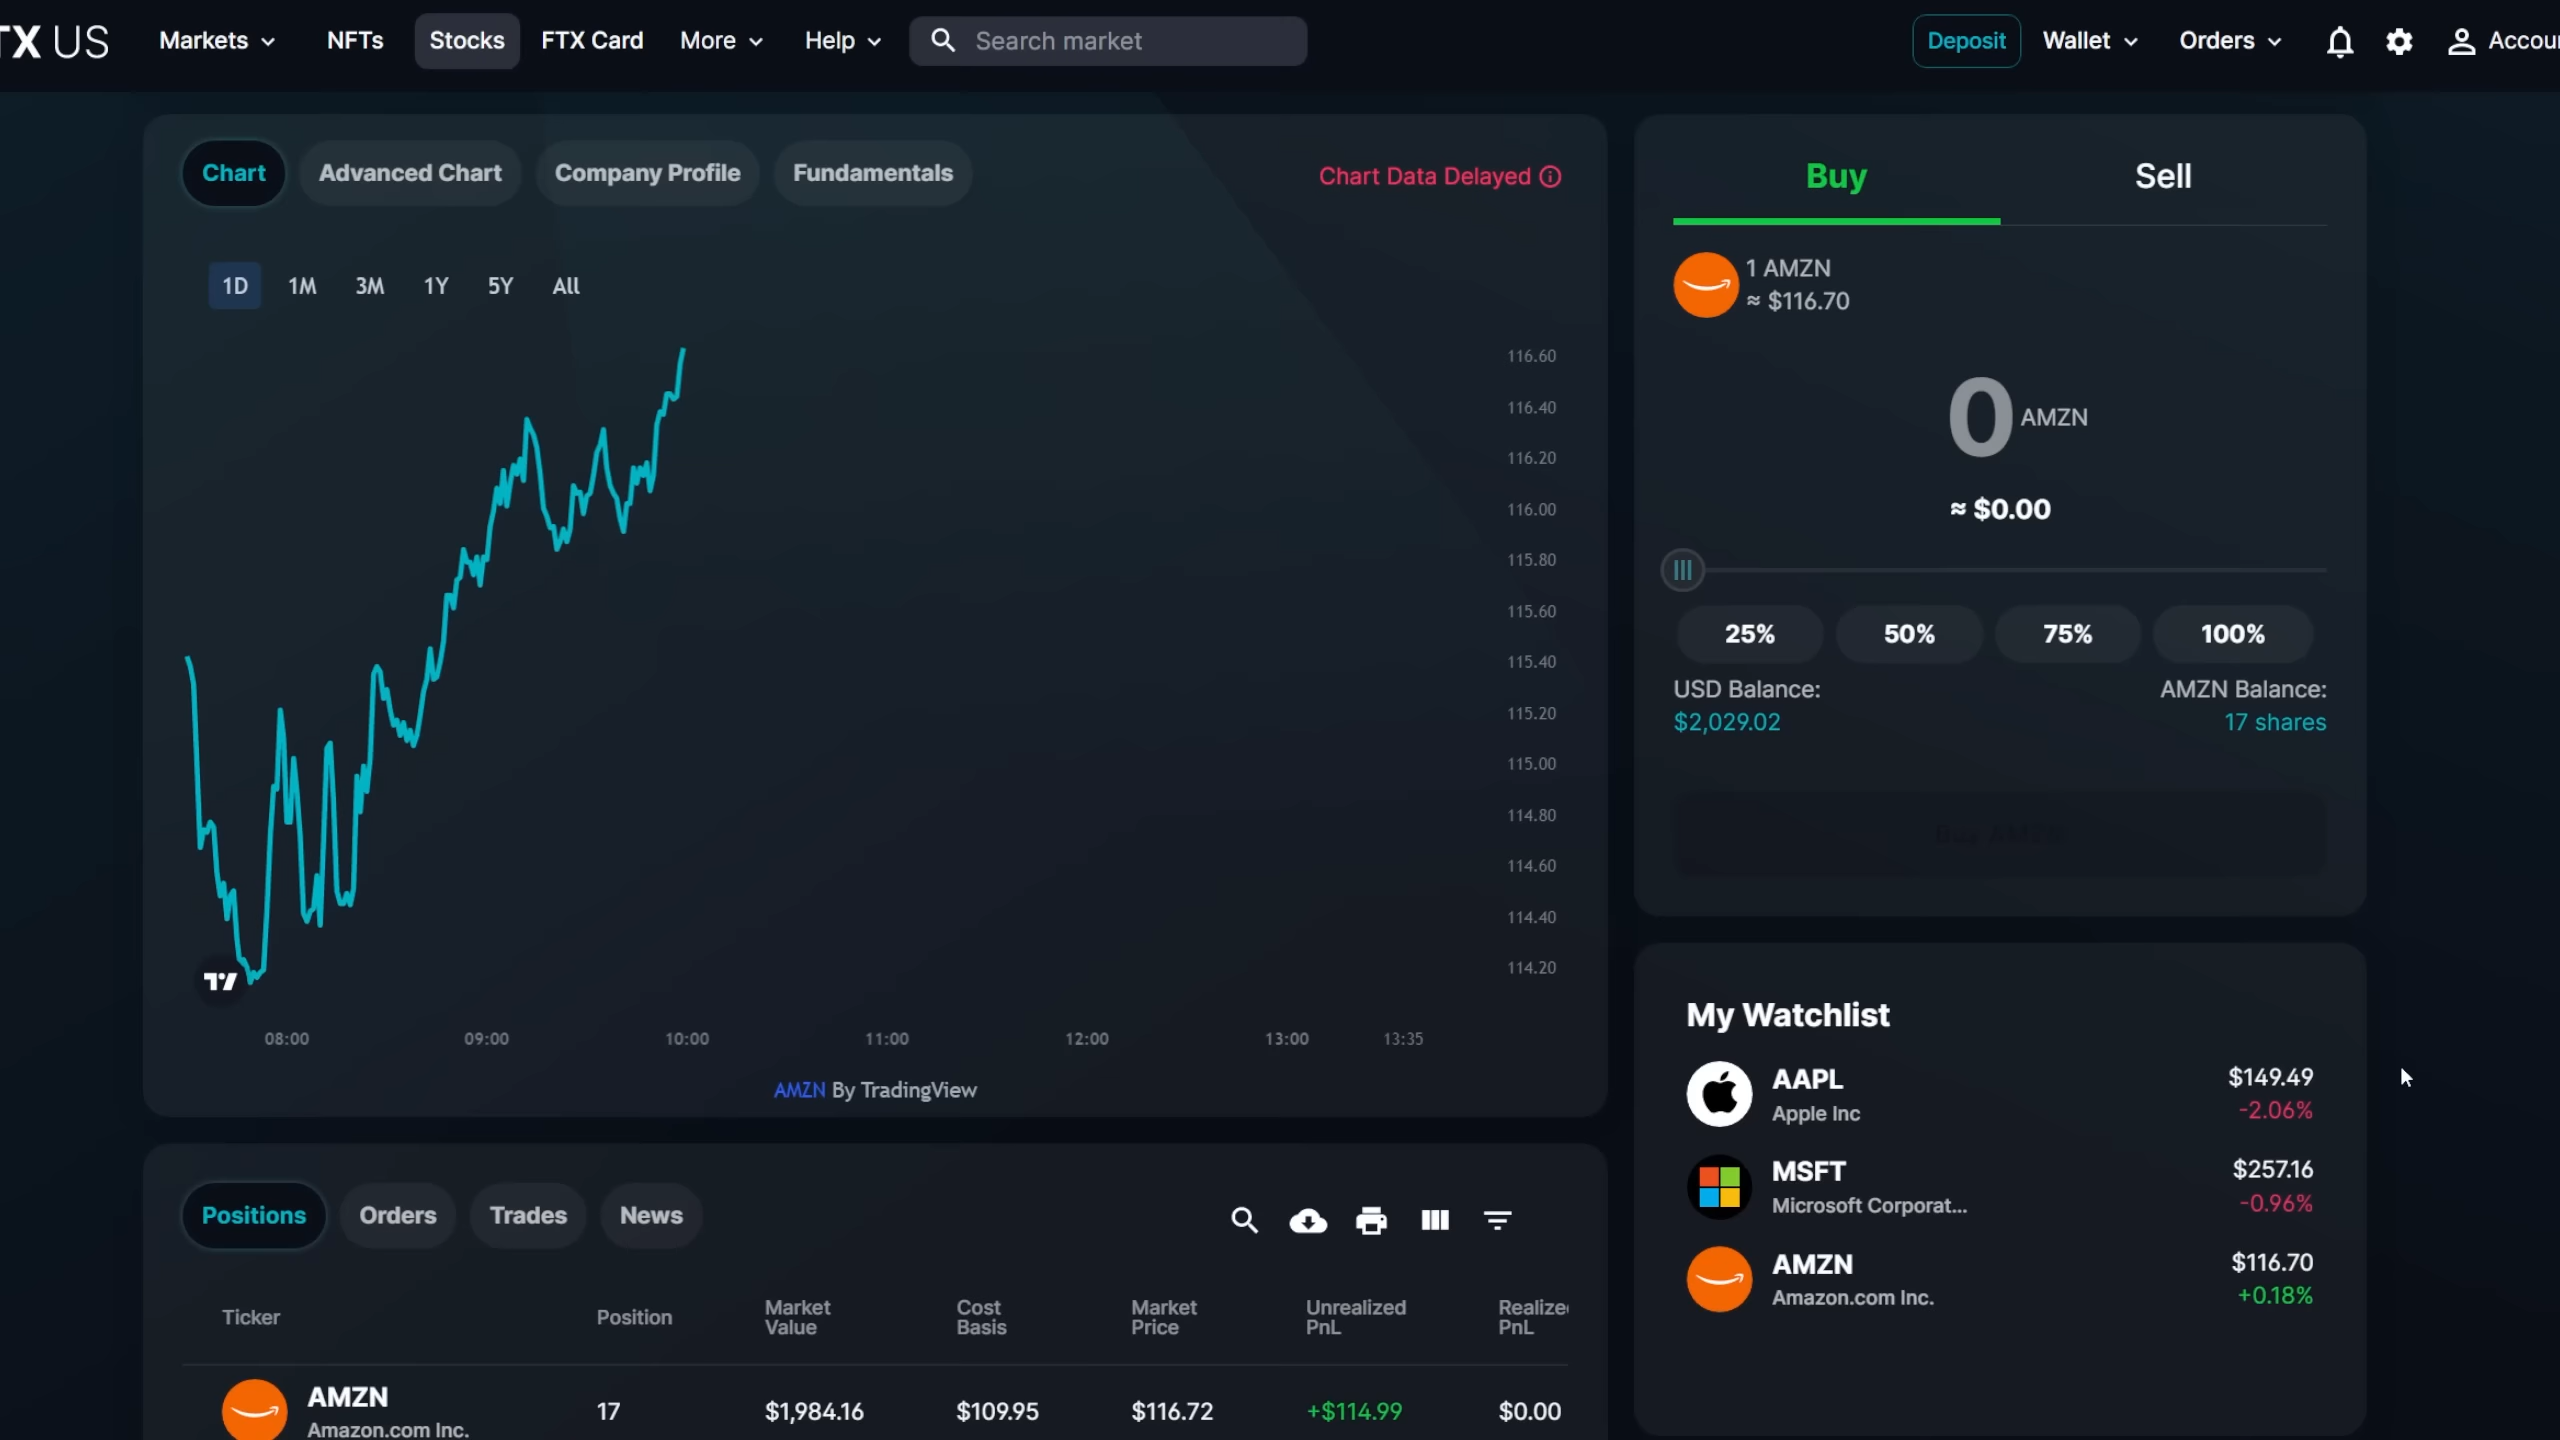 TX US
Markets
NFTs
Stocks
FTX Card
More
Help
Search market
Deposit
Wallet
Orders
Accou
Chart
Advanced Chart
Company Profile
Fundamentals
Chart Data Delayed
1D 1M 3M 1Y 5Y All
116.60
116.40
116.20
116.00
115.80
115.60
115.40
115.20
115.00
114.80
114.60
114.40
114.20
08:00 09:00 10:00 11:00 12:00 13:00 13:35
AMZN By TradingView
Buy
Sell
1 AMZN
≈ $116.70
0 AMZN
≈ $0.00
25% 50% 75% 100%
USD Balance:
$2,029.02
AMZN Balance:
17 shares
My Watchlist
AAPL
Apple Inc
$149.49
-2.06%
MSFT
Microsoft Corporat...
$257.16
-0.96%
AMZN
Amazon.com Inc.
$116.70
+0.18%
Positions
Orders
Trades
News
Ticker
Position
Market
Value
Cost
Basis
Market
Price
Unrealized
PnL
Realize
PnL
AMZN
Amazon.com Inc.
17
$1,984.16
$109.95
$116.72
+$114.99
$0.00